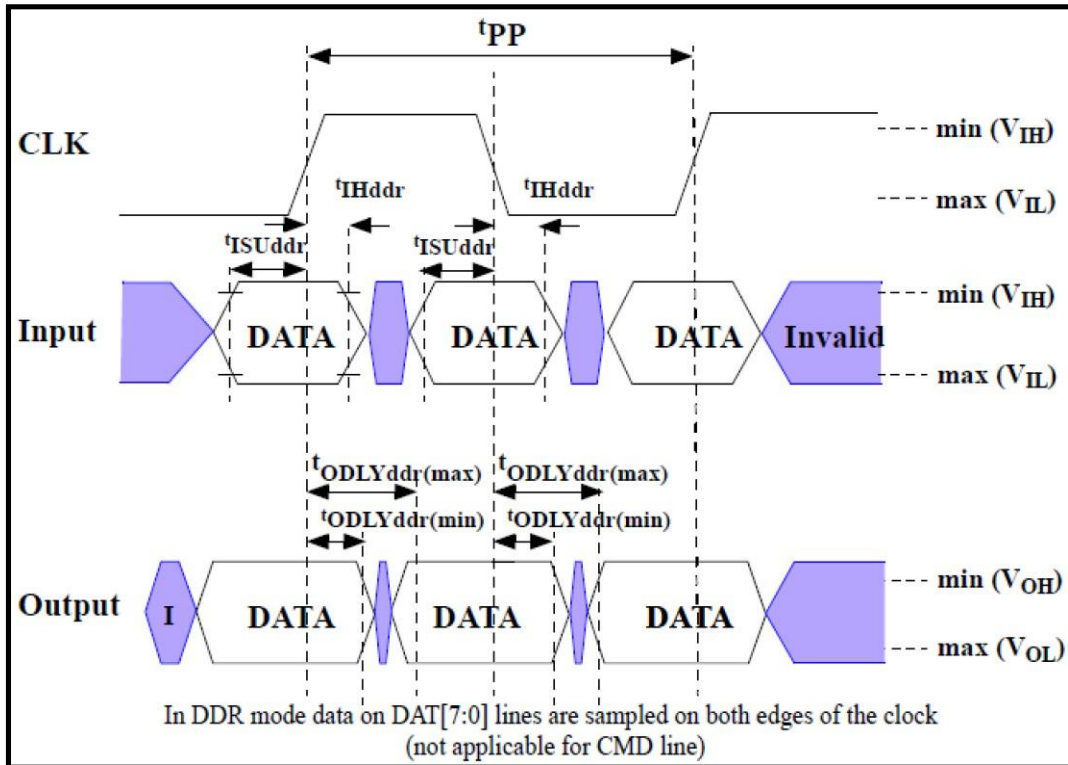 tPP
CLK
min (VIH)
tIHddr
tIHddr
max (VIL)
tISUddr
tISUddr
min (VIH)
Input
DATA
DATA
DATA
Invalid
max (VIL)
tODLYddr(max)
tODLYddr(max)
tODLYddr(min)
tODLYddr(min)
min (VOH)
Output
I
DATA
DATA
DATA
max (VOL)
In DDR mode data on DAT[7:0] lines are sampled on both edges of the clock
(not applicable for CMD line)